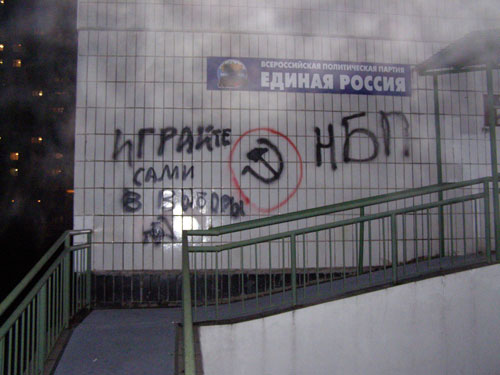 ВСЕРОССИЙСКАЯ ПОЛИТИЧЕСКАЯ ПАРТИЯ
ЕДИНАЯ РОССИЯ
ИГРАЙТЕ
САМИ
В ВЫБОРЫ
НБП